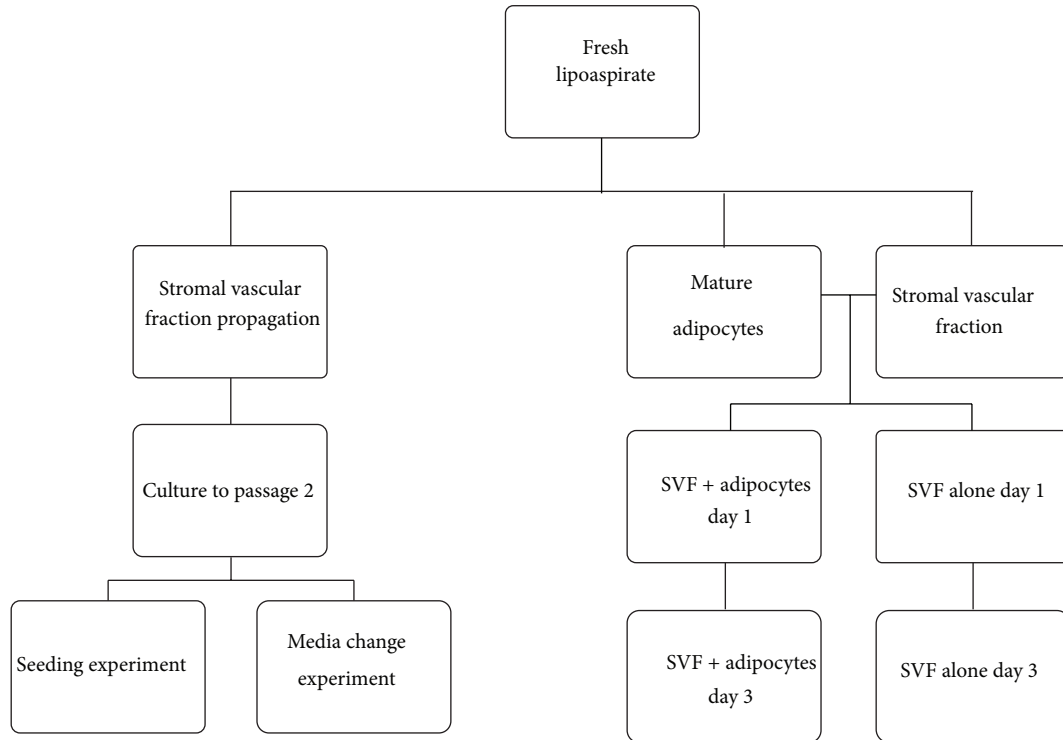 Fresh
lipoaspirate
Stromal vascular
fraction propagation
Mature
adipocytes
Stromal vascular
fraction
Culture to passage 2
SVF + adipocytes
day 1
SVF alone day 1
Seeding experiment
Media change
experiment
SVF + adipocytes
day 3
SVF alone day 3